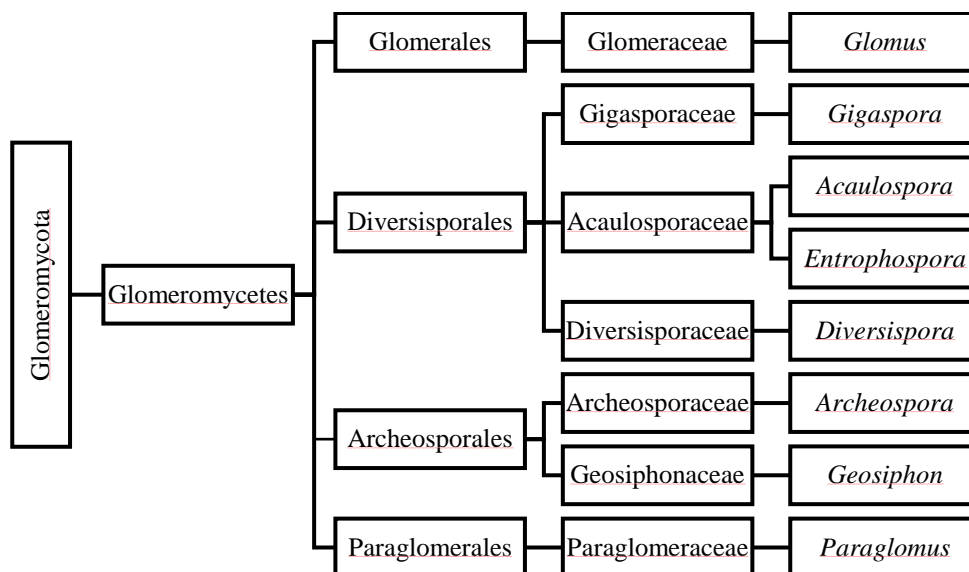 Glomeromycota
Glomeromycetes
Glomerales
Glomeraceae
Glomus
Diversisporales
Gigasporaceae
Gigaspora
Acaulosporaceae
Acaulospora
Entrophospora
Diversisporaceae
Diversispora
Archeosporales
Archeosporaceae
Archeospora
Geosiphonaceae
Geosiphon
Paraglomerales
Paraglomeraceae
Paraglomus